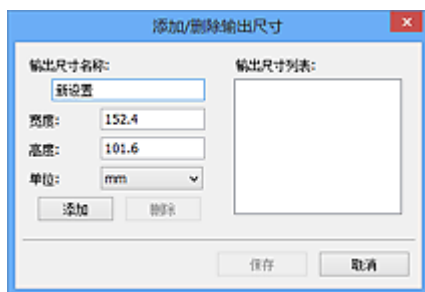 添加/删除输出尺寸
输出尺寸名称:
新设置
宽度: 152.4
高度: 101.6
单位: mm
添加 删除
输出尺寸列表:
保存 取消